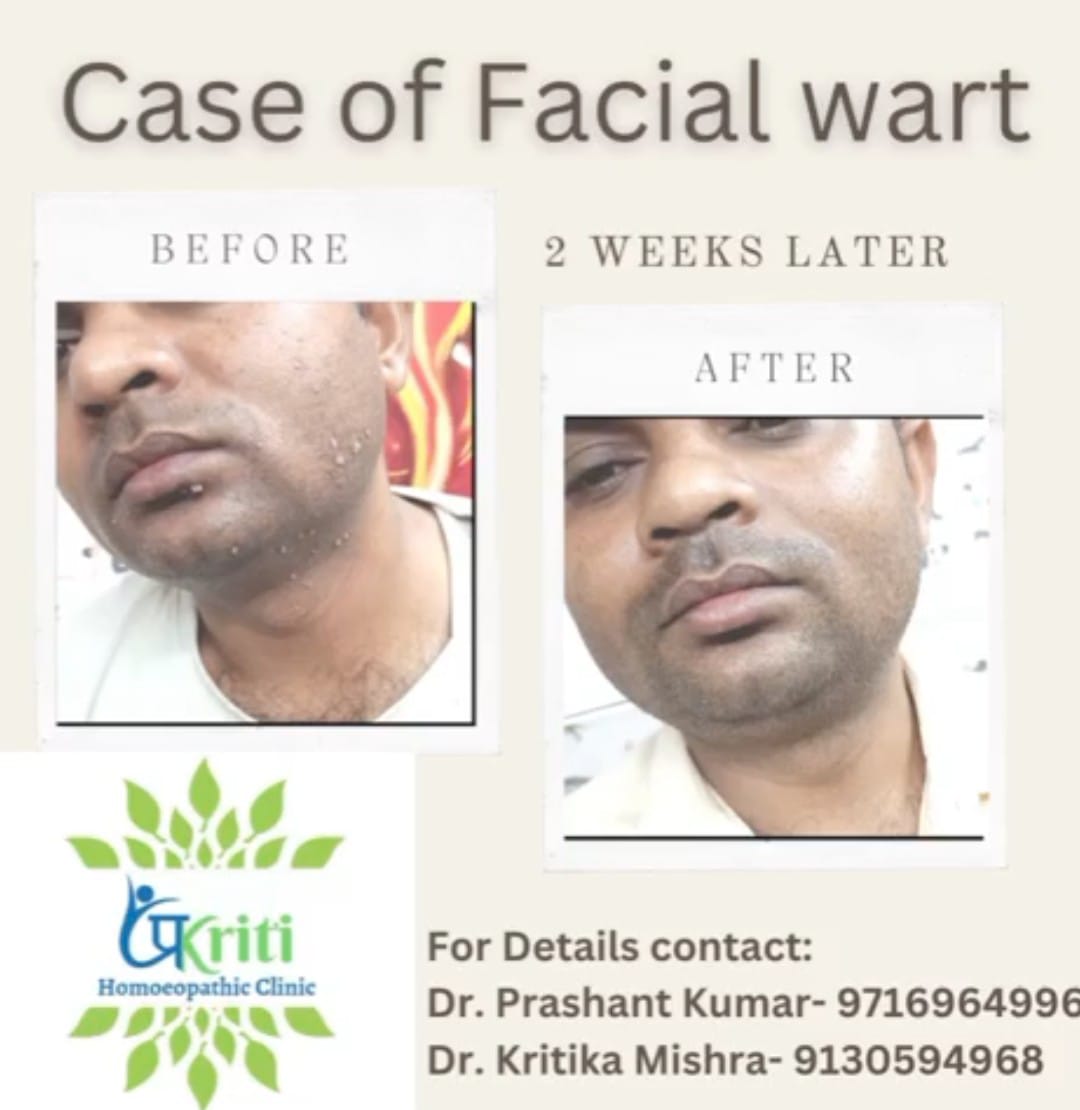 Case of Facial wart
BEFORE
2 WEEKS LATER
AFTER
प्रkriti
Homoeopathic Clinic
For Details contact:
Dr. Prashant Kumar- 9716964996
Dr. Kritika Mishra- 9130594968